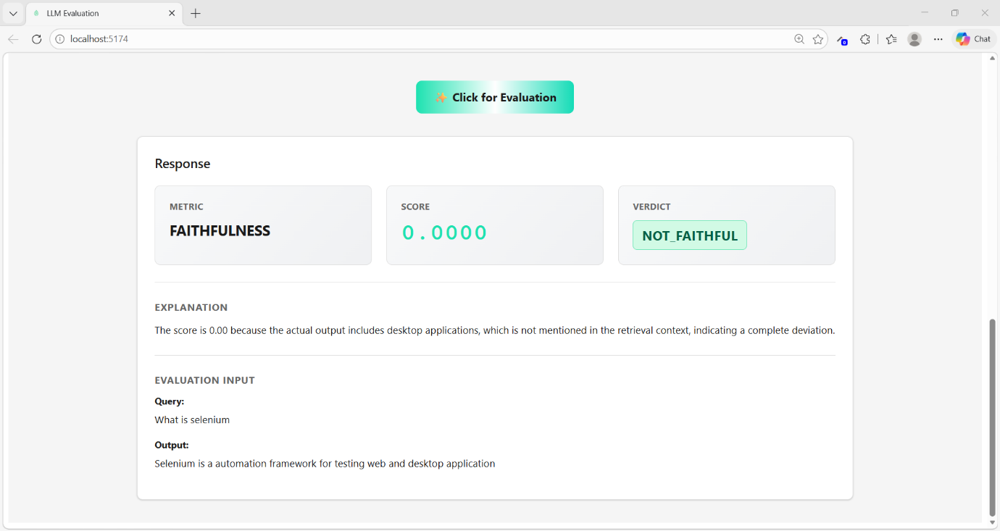 LLM Evaluation
localhost:5174
0
Chat
✨ Click for Evaluation
Response
METRIC
FAITHFULNESS
SCORE
0.0000
VERDICT
NOT_FAITHFUL
EXPLANATION
The score is 0.00 because the actual output includes desktop applications, which is not mentioned in the retrieval context, indicating a complete deviation.
EVALUATION INPUT
Query:
What is selenium
Output:
Selenium is a automation framework for testing web and desktop application